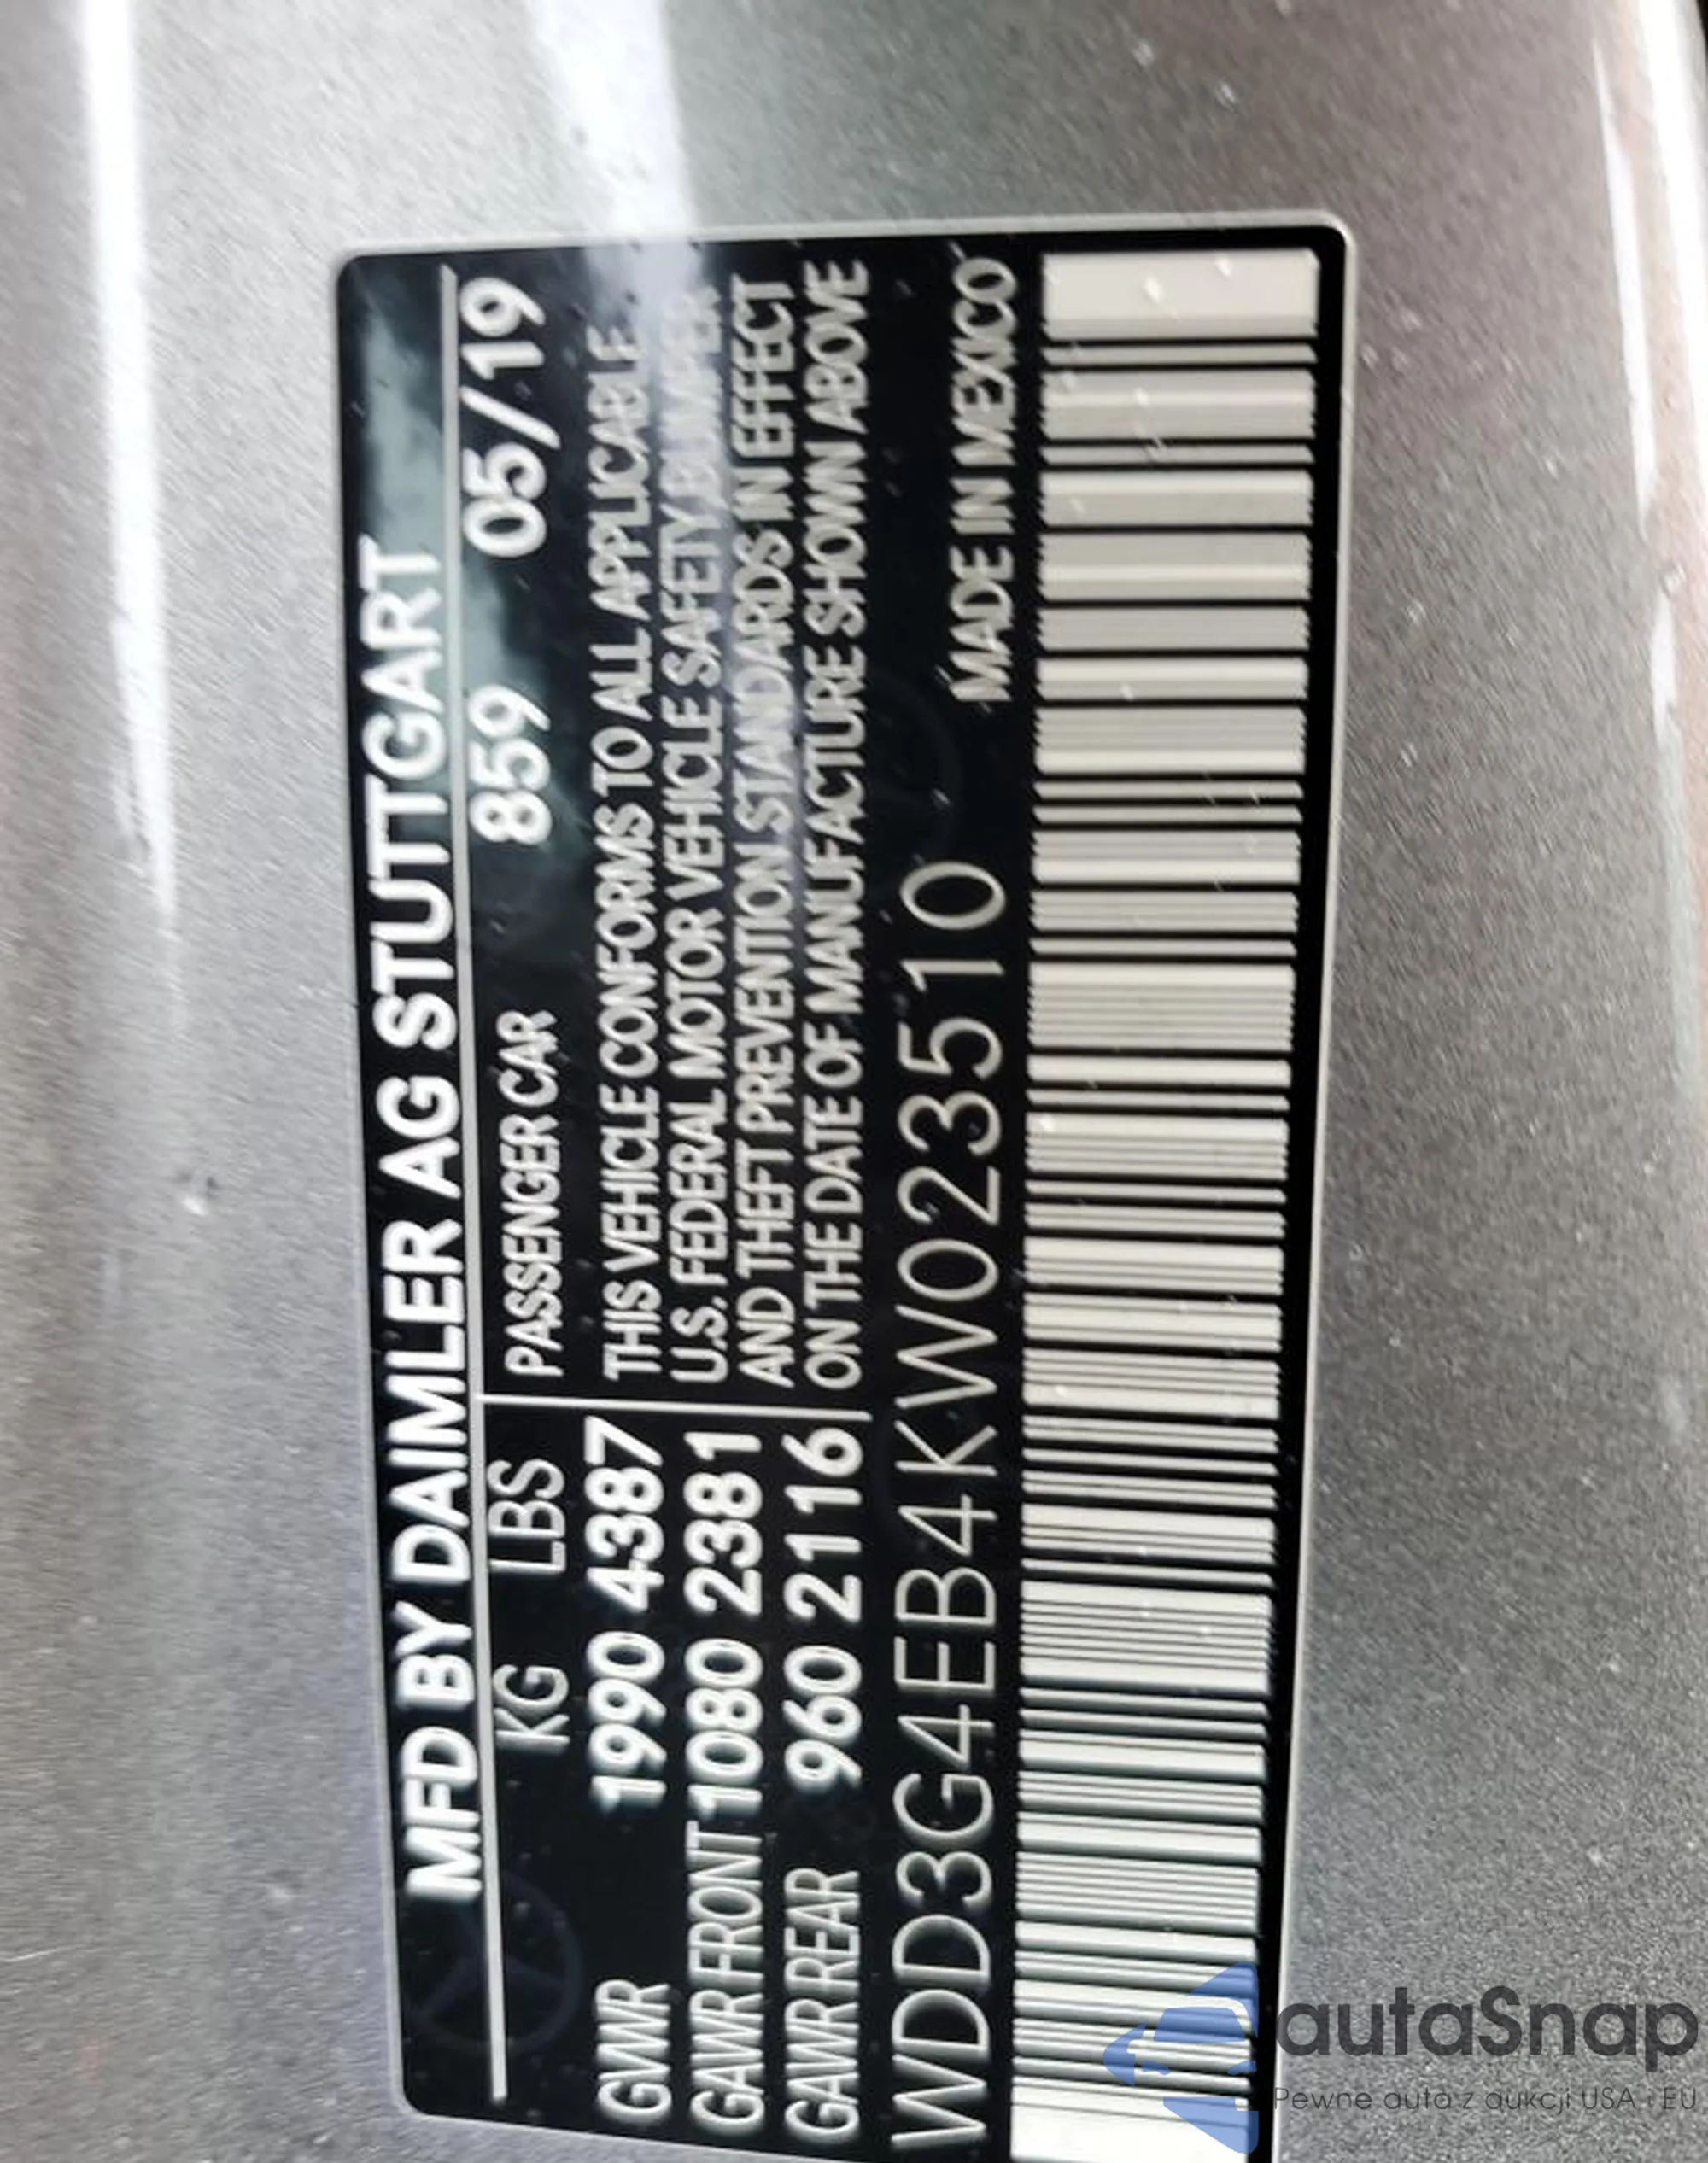 MFD BY DAIMLER AG STUTTGART
KG LBS PASSENGER CAR 859 05/19
GVWR 1990 4387 THIS VEHICLE CONFORMS TO ALL APPLICABLE
GAWR FRONT 1080 2381 U.S. FEDERAL MOTOR VEHICLE SAFETY, BUMPER
AND THEFT PREVENTION STANDARDS IN EFFECT
GAWR REAR 960 2116 ON THE DATE OF MANUFACTURE SHOWN ABOVE
WDD3G4EB4KW023510 MADE IN MEXICO
autaSnap
Pewne auta z aukcji USA i EU